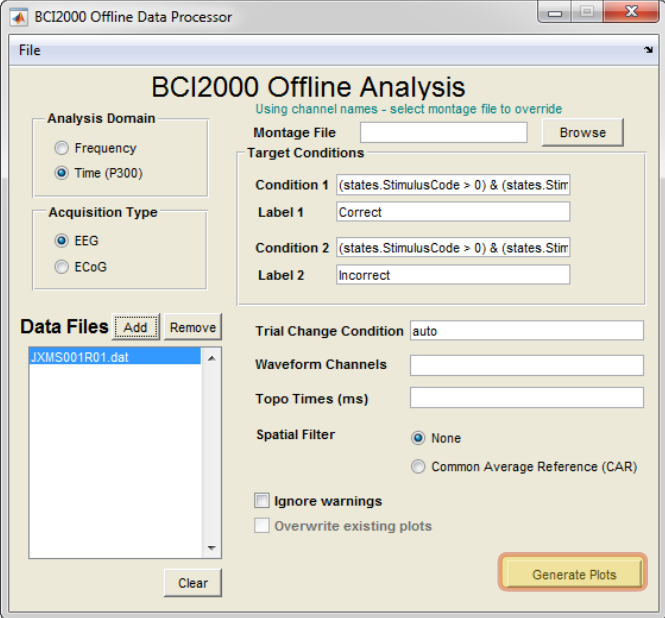 BCI2000 Offline Data Processor
File
BCI2000 Offline Analysis
Using channel names - select montage file to override
Analysis Domain
Frequency
Time (P300)
Montage File
Browse
Target Conditions
Condition 1 (states.StimulusCode > 0) & (states.Stim
Label 1 Correct
Condition 2 (states.StimulusCode > 0) & (states.Stim
Label 2 Incorrect
Acquisition Type
EEG
ECoG
Data Files Add Remove
JXMS001R01.dat
Clear
Trial Change Condition auto
Waveform Channels
Topo Times (ms)
Spatial Filter
None
Common Average Reference (CAR)
Ignore warnings
Overwrite existing plots
Generate Plots